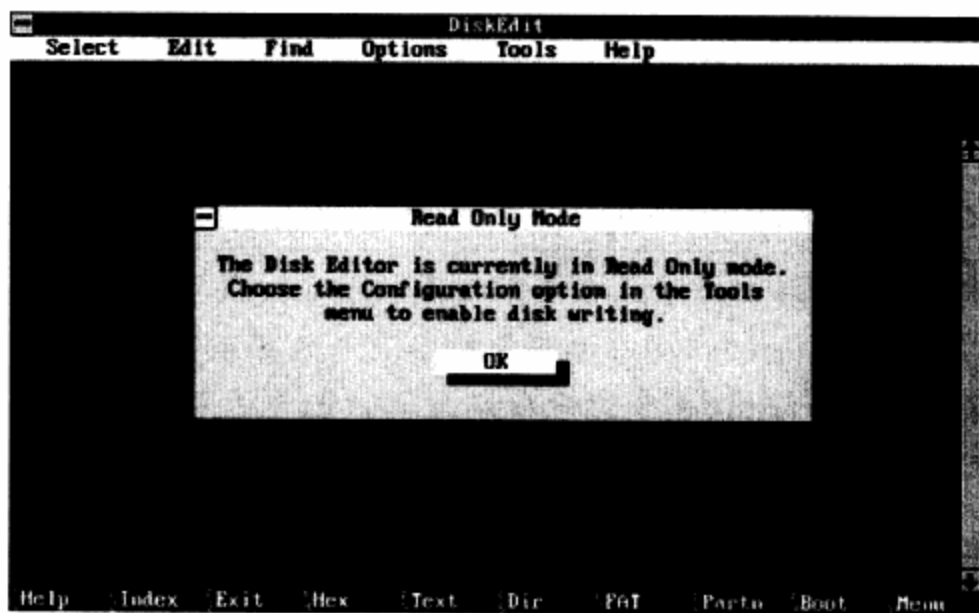 DiskEdit
Select Edit Find Options Tools Help
Read Only Mode
The Disk Editor is currently in Read Only mode.
Choose the Configuration option in the Tools
menu to enable disk writing.
OK
Help Index Exit Hex Text Dir FAT Partn Boot Menu